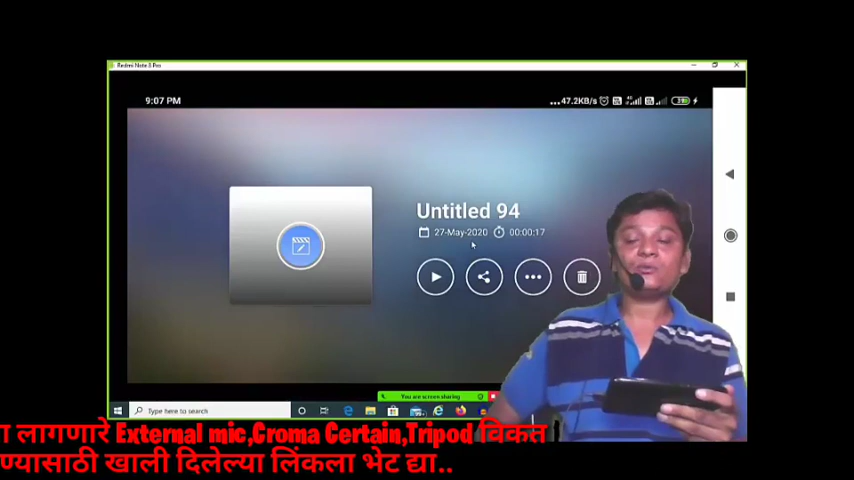 Redmi Note 8 Pro
9:07 PM
...47.2KB/s
Untitled 94
27-May-2020 00:00:17
You are screen sharing
Type here to search
लागणारे External mic,Croma Certain,Tripod विकत
ण्यासाठी खाली दिलेल्या लिंकला भेट द्या..